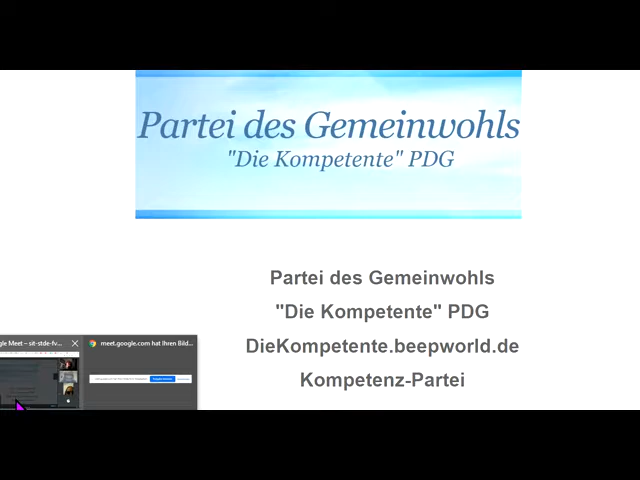 Partei des Gemeinwohls
"Die Kompetente" PDG
Partei des Gemeinwohls
"Die Kompetente" PDG
DieKompetente.beepworld.de
Kompetenz-Partei
gle Meet – sit-stde-fv...
meet.google.com hat Ihren Bild...